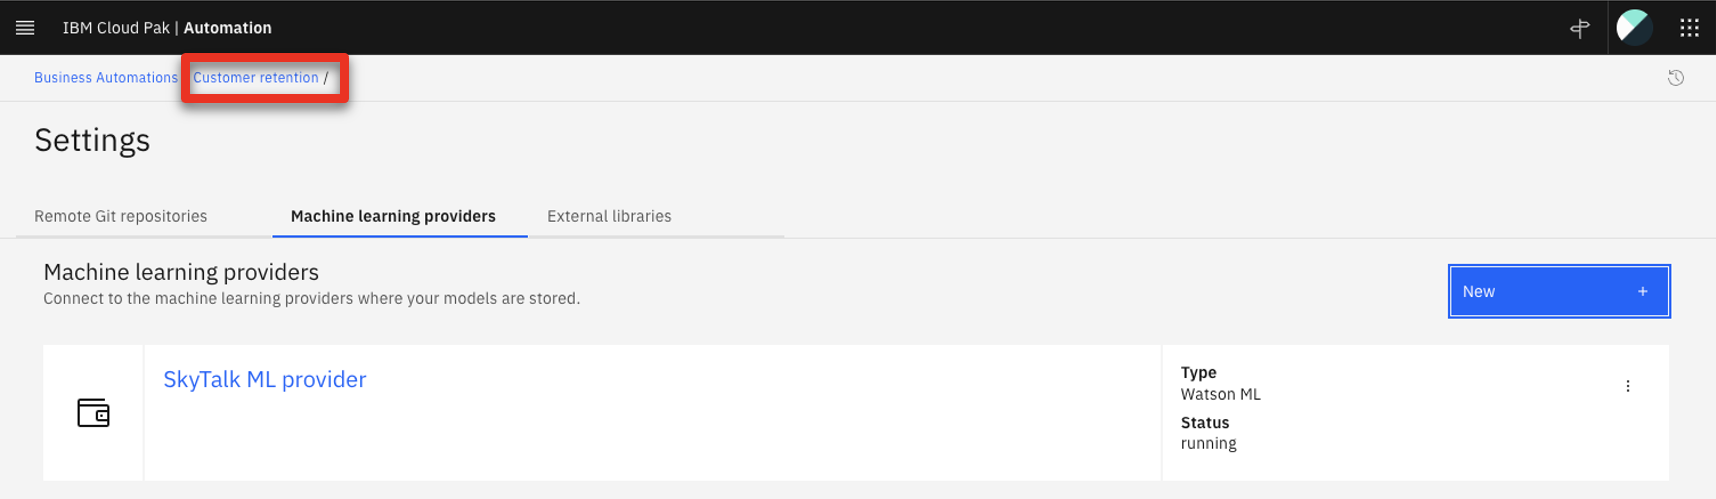 IBM Cloud Pak | Automation
Business Automations Customer retention /
Settings
Remote Git repositories Machine learning providers External libraries
Machine learning providers
Connect to the machine learning providers where your models are stored.
New +
SkyTalk ML provider
Type
Watson ML
Status
running